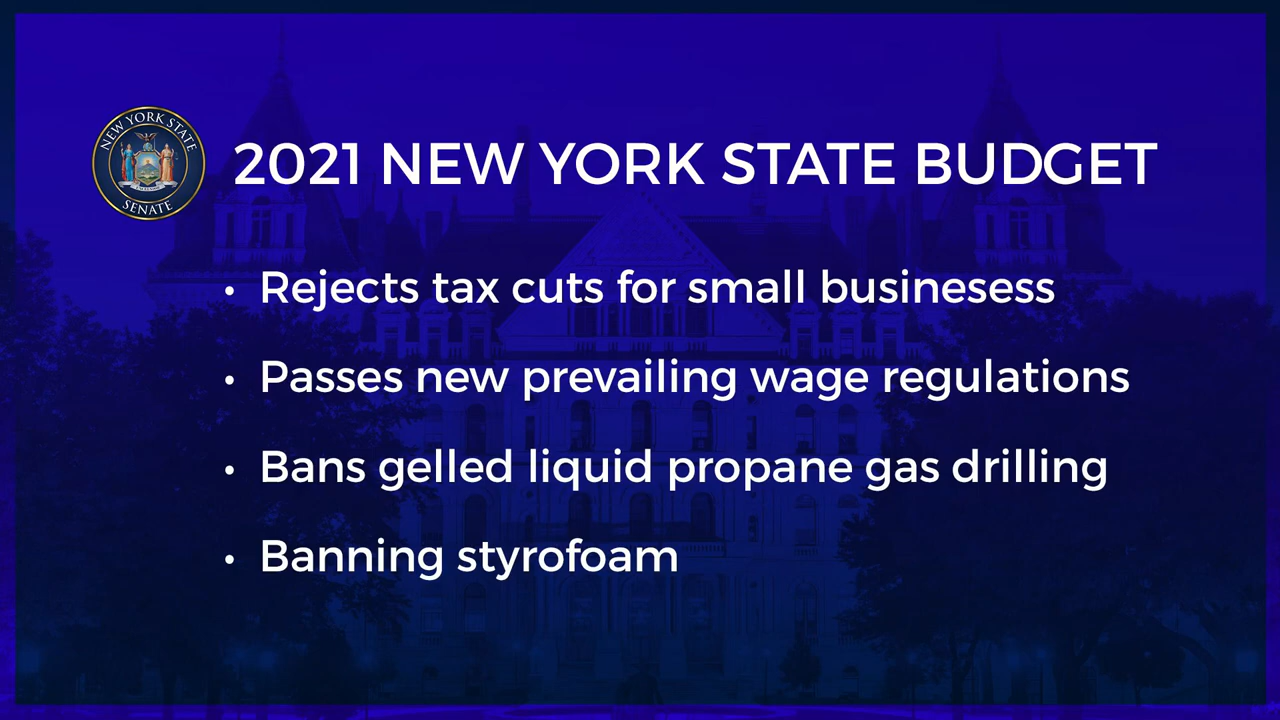 NEW YORK STATE
SENATE
2021 NEW YORK STATE BUDGET
• Rejects tax cuts for small businesess
• Passes new prevailing wage regulations
• Bans gelled liquid propane gas drilling
• Banning styrofoam